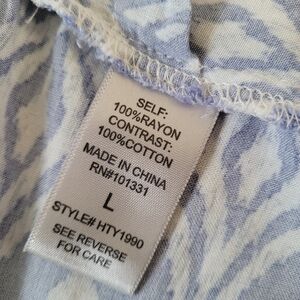 SELF:
100%RAYON
CONTRAST:
100%COTTON
MADE IN CHINA
RN#101331
L
STYLE# HTY1990
SEE REVERSE
FOR CARE